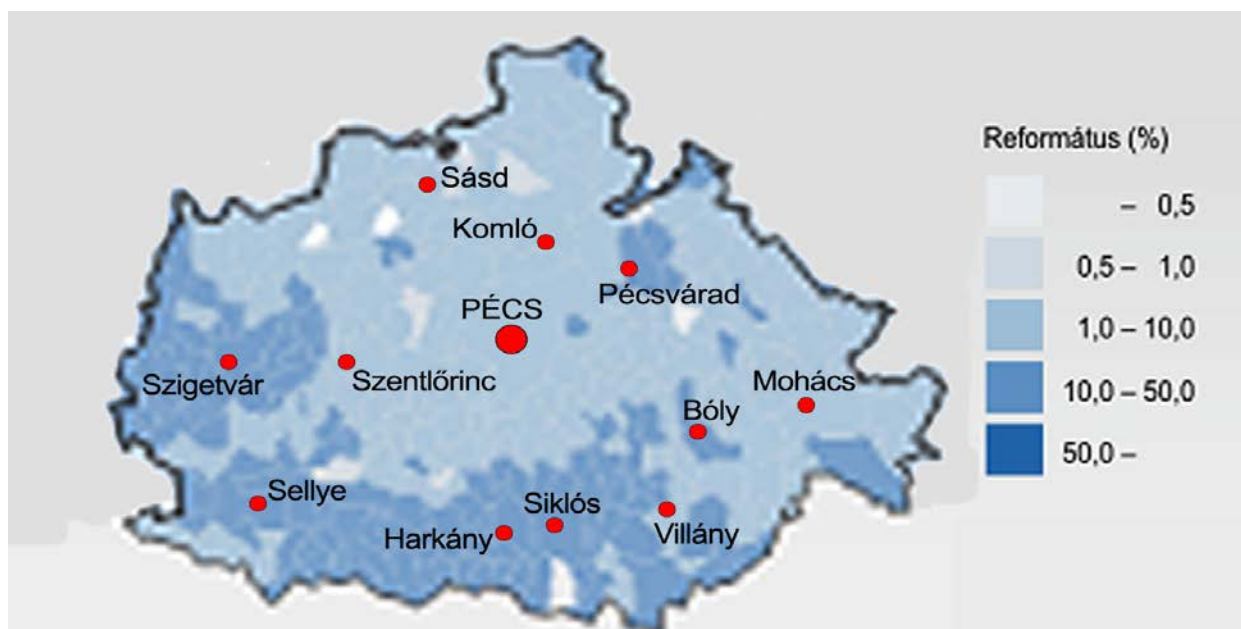 Sásd
Komló
Pécsvárad
PÉCS
Szigetvár
Szentlőrinc
Mohács
Bóly
Sellye
Siklós
Harkány
Villány
Református (%)
– 0,5
0,5 – 1,0
1,0 – 10,0
10,0 – 50,0
50,0 –